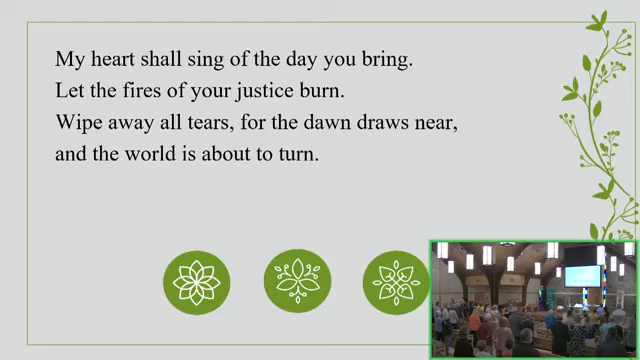 My heart shall sing of the day you bring.
Let the fires of your justice burn.
Wipe away all tears, for the dawn draws near,
and the world is about to turn.